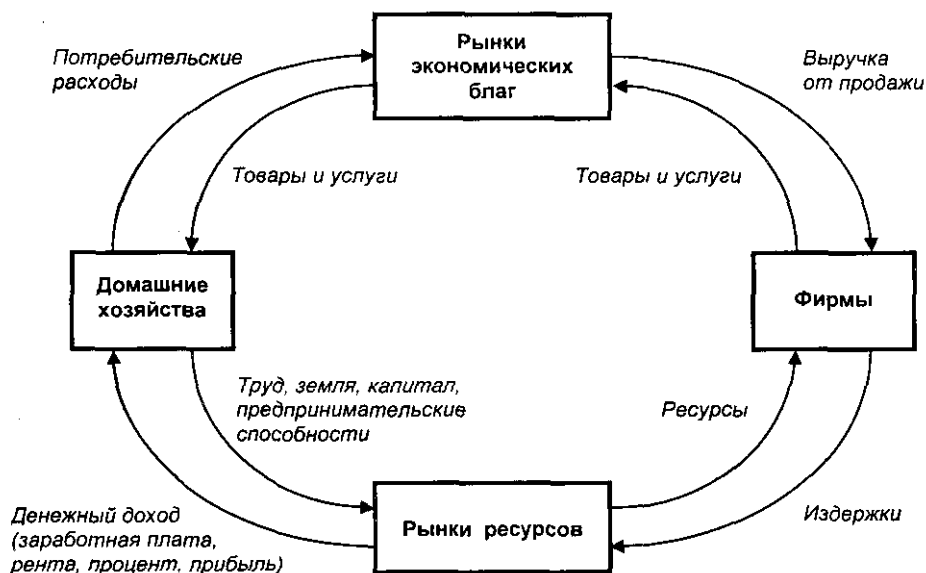 Потребительские
расходы
Рынки
экономических
благ
Выручка
от продажи
Товары и услуги
Товары и услуги
Домашние
хозяйства
Фирмы
Труд, земля, капитал,
предпринимательские
способности
Ресурсы
Денежный доход
(заработная плата,
рента, процент, прибыль)
Рынки ресурсов
Издержки